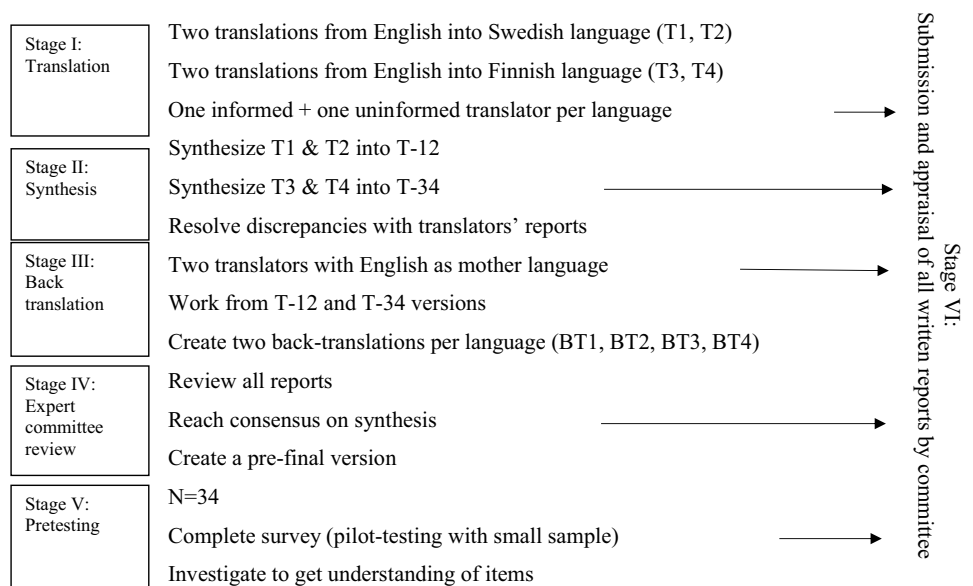 Stage I:
Translation
Two translations from English into Swedish language (T1, T2)
Two translations from English into Finnish language (T3, T4)
One informed + one uninformed translator per language
Stage II:
Synthesis
Synthesize T1 & T2 into T-12
Synthesize T3 & T4 into T-34
Resolve discrepancies with translators' reports
Stage III:
Back
translation
Two translators with English as mother language
Work from T-12 and T-34 versions
Create two back-translations per language (BT1, BT2, BT3, BT4)
Stage IV:
Expert
committee
review
Review all reports
Reach consensus on synthesis
Create a pre-final version
Stage V:
Pretesting
N=34
Complete survey (pilot-testing with small sample)
Investigate to get understanding of items
Stage VI:
Submission and appraisal of all written reports by committee